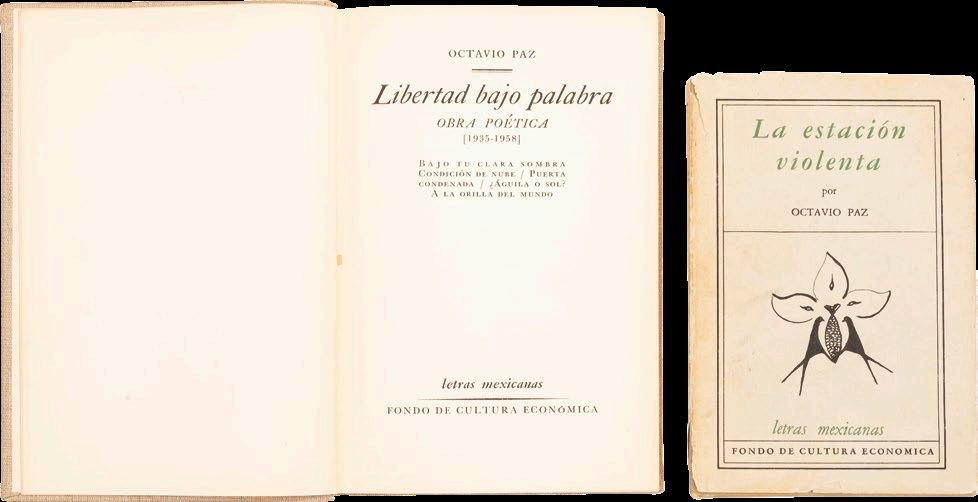 OCTAVIO PAZ
Libertad bajo palabra
OBRA POÉTICA
[1935-1958]
BAJO TU CLARA SOMBRA
CONDICIÓN DE NUBE / PUERTA
CONDENADA / ¿ÁGUILA O SOL?
A LA ORILLA DEL MUNDO
letras mexicanas
FONDO DE CULTURA ECONÓMICA
La estación
violenta
por
OCTAVIO PAZ
letras mexicanas
FONDO DE CULTURA ECONOMICA